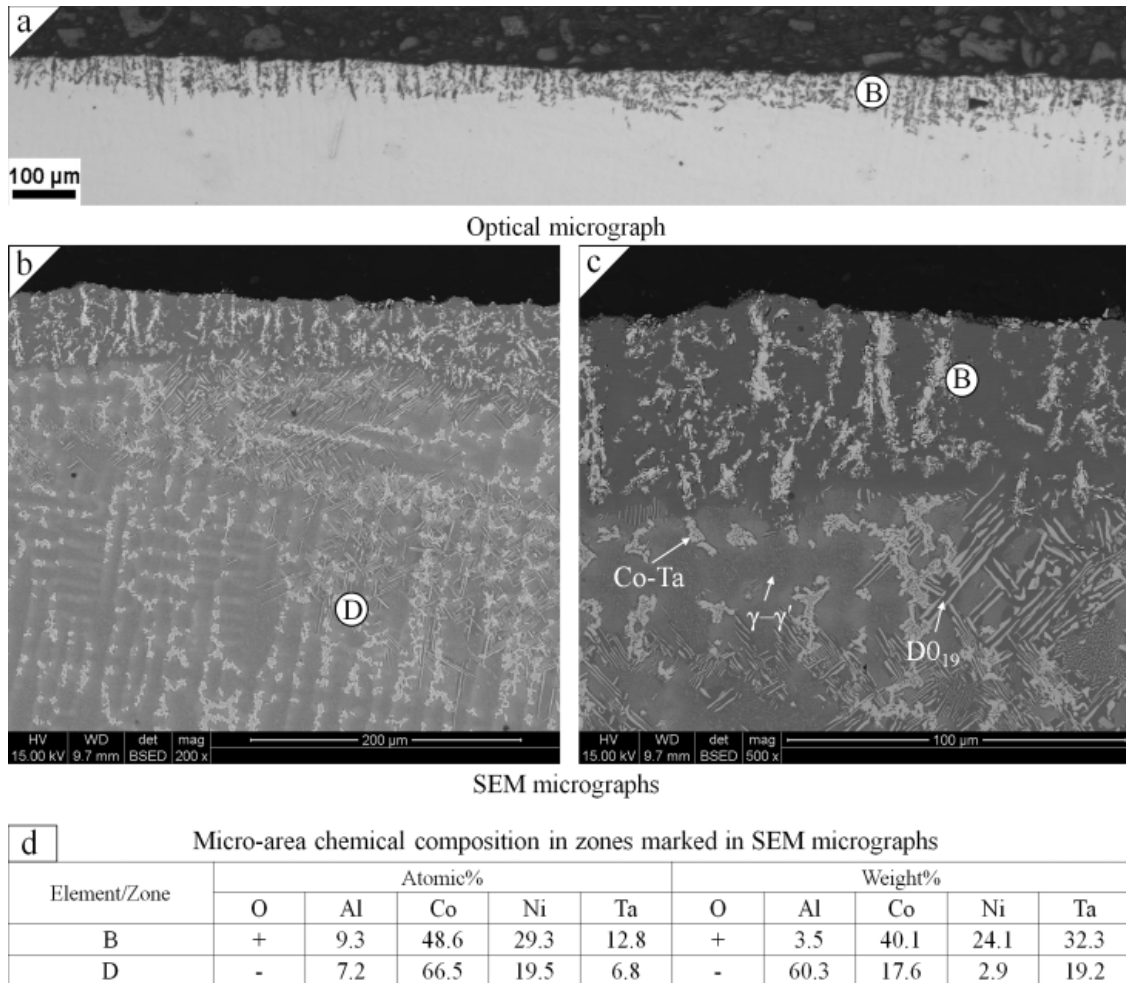 a
B
100 µm
Optical micrograph
b
D
HV WD det mag
15.00 kV 9.7 mm BSED 200 x
200 µm
c
B
Co-Ta
γ–γ'
D0₁₉
HV WD det mag
15.00 kV 9.7 mm BSED 500 x
100 µm
SEM micrographs
d Micro-area chemical composition in zones marked in SEM micrographs
Element/Zone Atomic% Weight%
O Al Co Ni Ta O Al Co Ni Ta
B + 9.3 48.6 29.3 12.8 + 3.5 40.1 24.1 32.3
D - 7.2 66.5 19.5 6.8 - 60.3 17.6 2.9 19.2